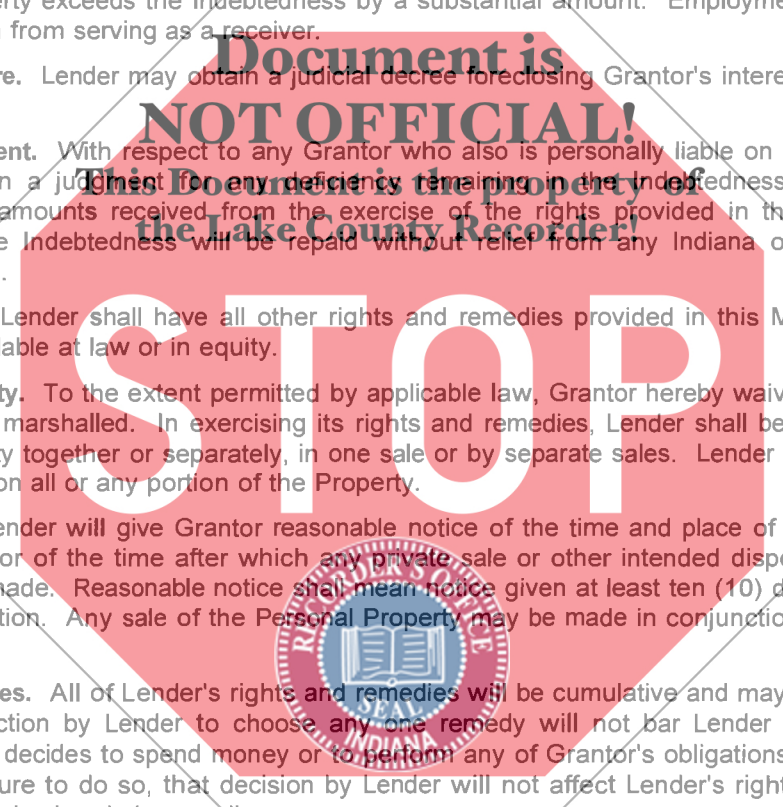 erty exceeds the Indebtedness by a substantial amount. Employme
from serving as a receiver.
Document is
re. Lender may obtain a judicial decree foreclosing Grantor's intere
NOT OFFICIAL!
ent. With respect to any Grantor who also is personally liable on
n a judgment for any deficiency remaining in the Indebtedness
This Document is the property of
amounts received from the exercise of the rights provided in th
the Lake County Recorder!
e Indebtedness will be repaid without relief from any Indiana o
.
STOP
Lender shall have all other rights and remedies provided in this M
lable at law or in equity.
ty. To the extent permitted by applicable law, Grantor hereby waiv
marshalled. In exercising its rights and remedies, Lender shall be
ty together or separately, in one sale or by separate sales. Lender
on all or any portion of the Property.
ender will give Grantor reasonable notice of the time and place of
or of the time after which any private sale or other intended dispo
nade. Reasonable notice shall mean notice given at least ten (10) d
tion. Any sale of the Personal Property may be made in conjunctio
RECORDER'S OFFICE
SEAL
INDIANA
es. All of Lender's rights and remedies will be cumulative and may
ction by Lender to choose any one remedy will not bar Lender
decides to spend money or to perform any of Grantor's obligations
ure to do so, that decision by Lender will not affect Lender's right